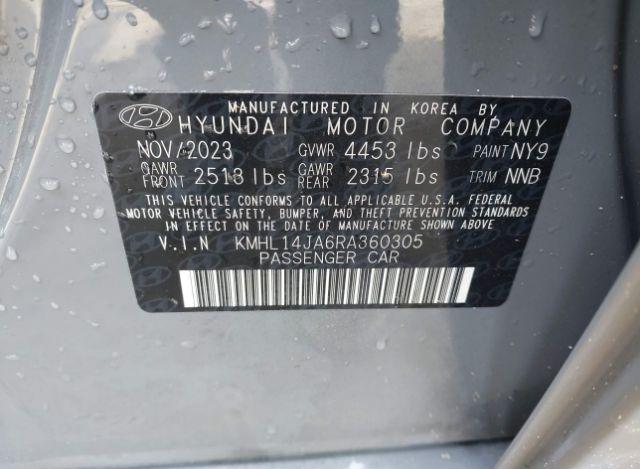 MANUFACTURED IN KOREA BY
HYUNDAI MOTOR COMPANY
NOV/2023 GVWR 4453 lbs PAINT NY9
GAWR FRONT 2513 lbs GAWR REAR 2315 lbs TRIM NNB
THIS VEHICLE CONFORMS TO ALL APPLICABLE U.S.A. FEDERAL
MOTOR VEHICLE SAFETY, BUMPER, AND THEFT PREVENTION STANDARDS
IN EFFECT ON THE DATE OF MANUFACTURE SHOWN ABOVE.
V.I.N KMHL14JA6RA360305
PASSENGER CAR